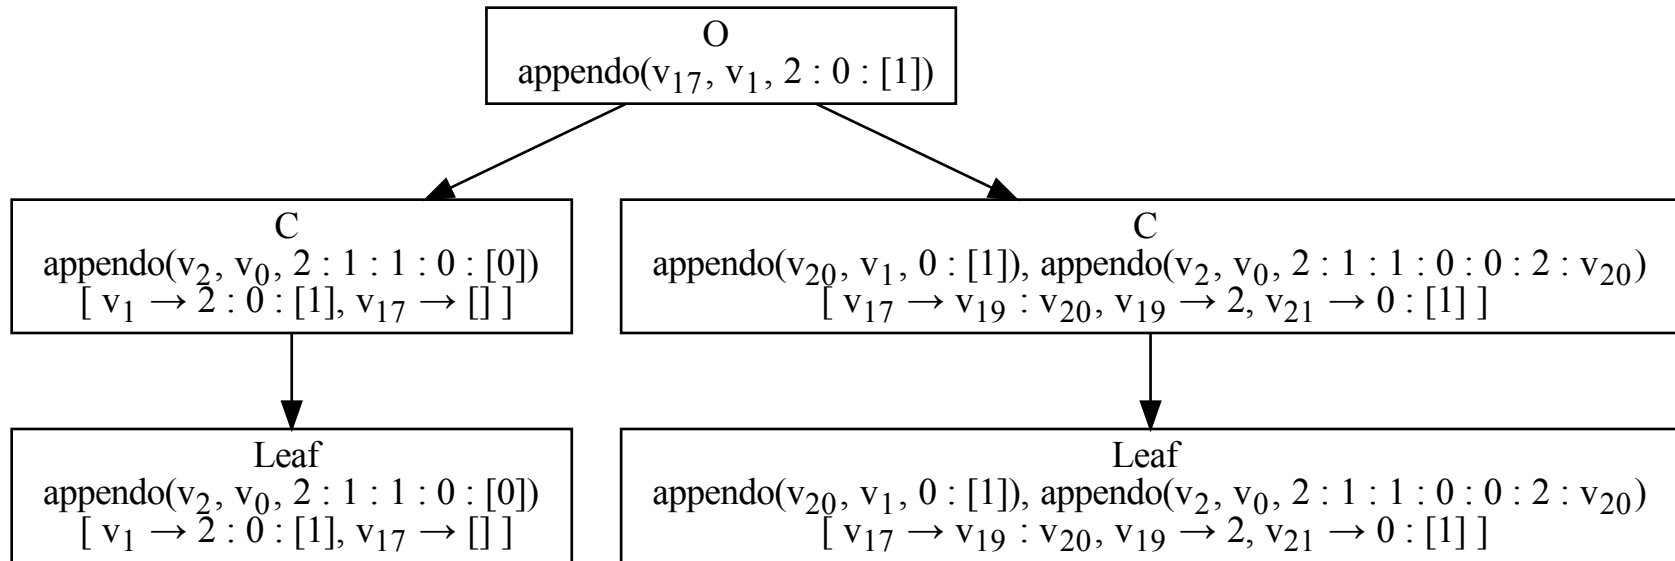 O
appendo(v₁₇, v₁, 2 : 0 : [1])
C
appendo(v₂, v₀, 2 : 1 : 1 : 0 : [0])
[ v₁ → 2 : 0 : [1], v₁₇ → [] ]
C
appendo(v₂₀, v₁, 0 : [1]), appendo(v₂, v₀, 2 : 1 : 1 : 0 : 0 : 2 : v₂₀)
[ v₁₇ → v₁₉ : v₂₀, v₁₉ → 2, v₂₁ → 0 : [1] ]
Leaf
appendo(v₂, v₀, 2 : 1 : 1 : 0 : [0])
[ v₁ → 2 : 0 : [1], v₁₇ → [] ]
Leaf
appendo(v₂₀, v₁, 0 : [1]), appendo(v₂, v₀, 2 : 1 : 1 : 0 : 0 : 2 : v₂₀)
[ v₁₇ → v₁₉ : v₂₀, v₁₉ → 2, v₂₁ → 0 : [1] ]